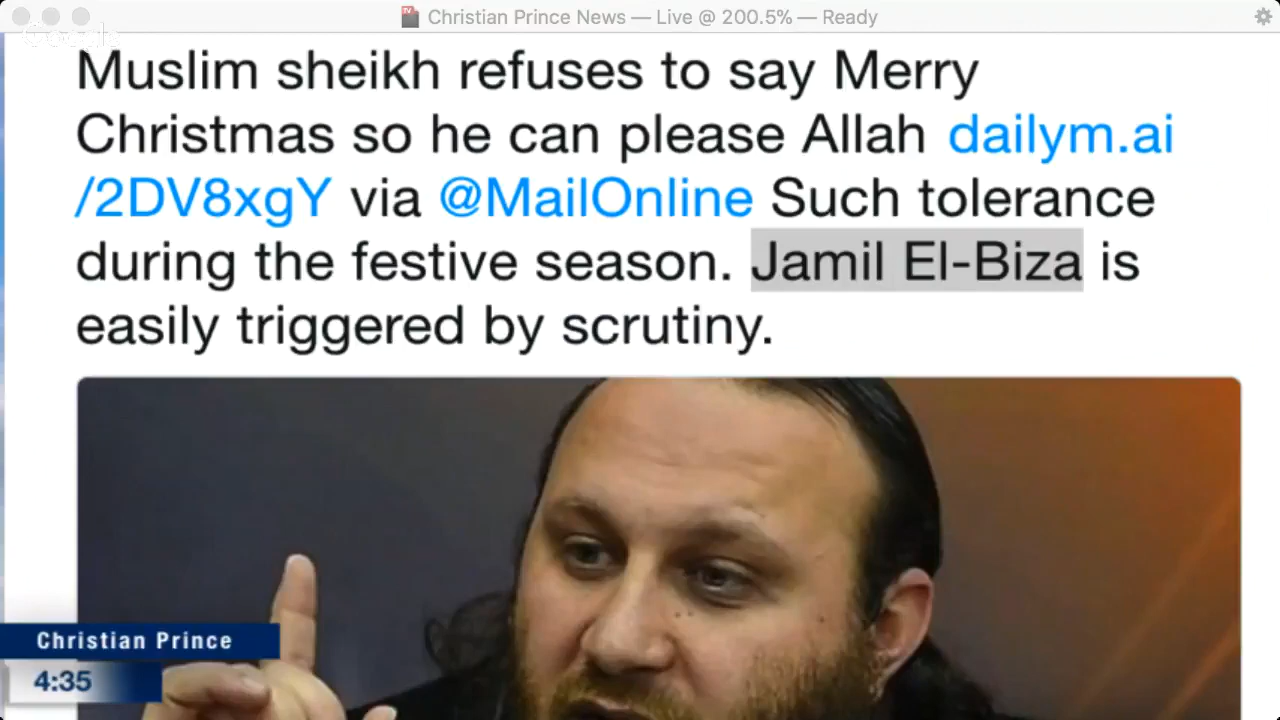 Christian Prince News — Live @ 200.5% — Ready
Google
Muslim sheikh refuses to say Merry
Christmas so he can please Allah dailym.ai
/2DV8xgY via @MailOnline Such tolerance
during the festive season. Jamil El-Biza is
easily triggered by scrutiny.
Christian Prince
4:35